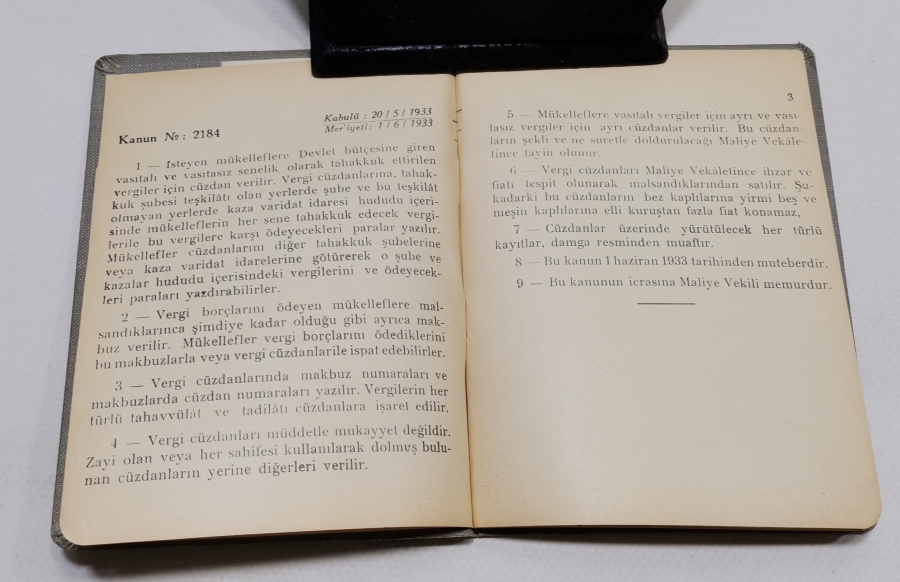 Kanun №: 2184
Kabulü: 20 / 5 / 1933
Mer'iyeti: 1 / 6 / 1933
1 — İsteyen mükelleflere Devlet bütçesine giren
vasıtalı ve vasıtasız senelik olarak tahakkuk ettirilen
vergiler için cüzdan verilir. Vergi cüzdanlarına, tahak-
kuk şubesi teşkilâtı olan yerlerde şube ve bu teşkilât
olmayan yerlerde kaza varidat idaresi hududu içeri-
sinde mükelleflerin her sene tahakkuk edecek vergi-
lerile bu vergilere karşı ödeyecekleri paralar yazılır.
Mükellefler cüzdanlarını diğer tahakkuk şubelerine
veya kaza varidat idarelerine götürerek o şube ve
kazalar hududu içerisindeki vergilerini ve ödeyecek-
leri paraları yazdırabilirler.
2 — Vergi borçlarını ödeyen mükelleflere mal-
sandıklarınca şimdiye kadar olduğu gibi ayrıca mak-
buz verilir. Mükellefler vergi borçlarını ödediklerini
bu makbuzlarla veya vergi cüzdanlarile ispat edebilirler.
3 — Vergi cüzdanlarında makbuz numaraları ve
makbuzlarda cüzdan numaraları yazılır. Vergilerin her
türlü tahavvülât ve tadilâtı cüzdanlara işaret edilir.
4 — Vergi cüzdanları müddetle mukayyet değildir.
Zayi olan veya her sahifesi kullanılarak dolmuş bulu-
nan cüzdanların yerine diğerleri verilir.
3
5 — Mükelleflere vasıtalı vergiler için ayrı ve vası-
tasız vergiler için ayrı cüzdanlar verilir. Bu cüzdan-
ların şekli ve ne suretle doldurulacağı Maliye Vekâle-
tince tayin olunur.
6 — Vergi cüzdanları Maliye Vekâletince ihzar ve
fiatı tespit olunarak malsandıklarından satılır. Şu-
kadarki bu cüzdanların bez kaplılarına yirmi beş ve
meşin kaplılarına elli kuruştan fazla fiat konamaz,
7 — Cüzdanlar üzerinde yürütülecek her türlü
kayıtlar, damga resminden muaftır.
8 — Bu kanun 1 haziran 1933 tarihinden muteberdir.
9 — Bu kanunun icrasına Maliye Vekili memurdur.